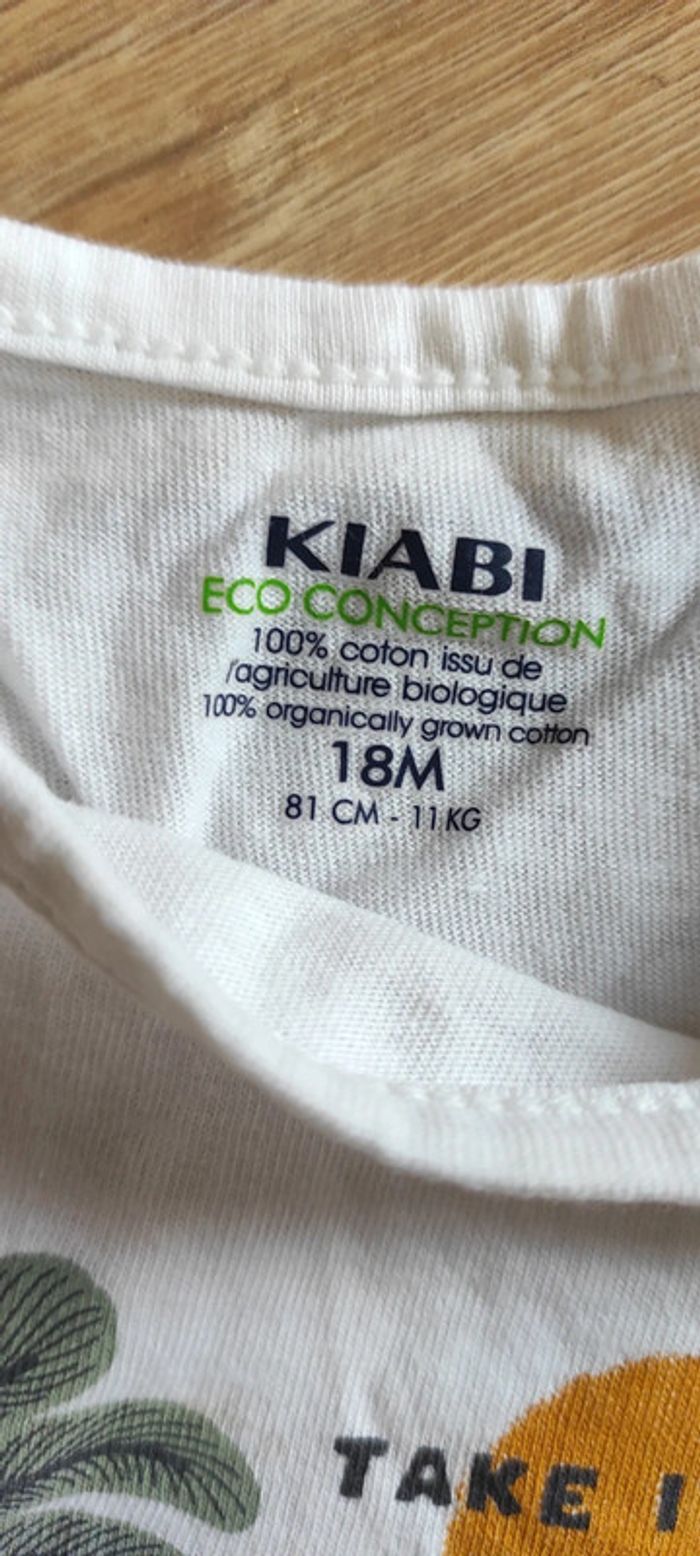 KIABI
ECO CONCEPTION
100% coton issu de
l'agriculture biologique
100% organically grown cotton
18M
81 CM - 11 KG
TAKE I